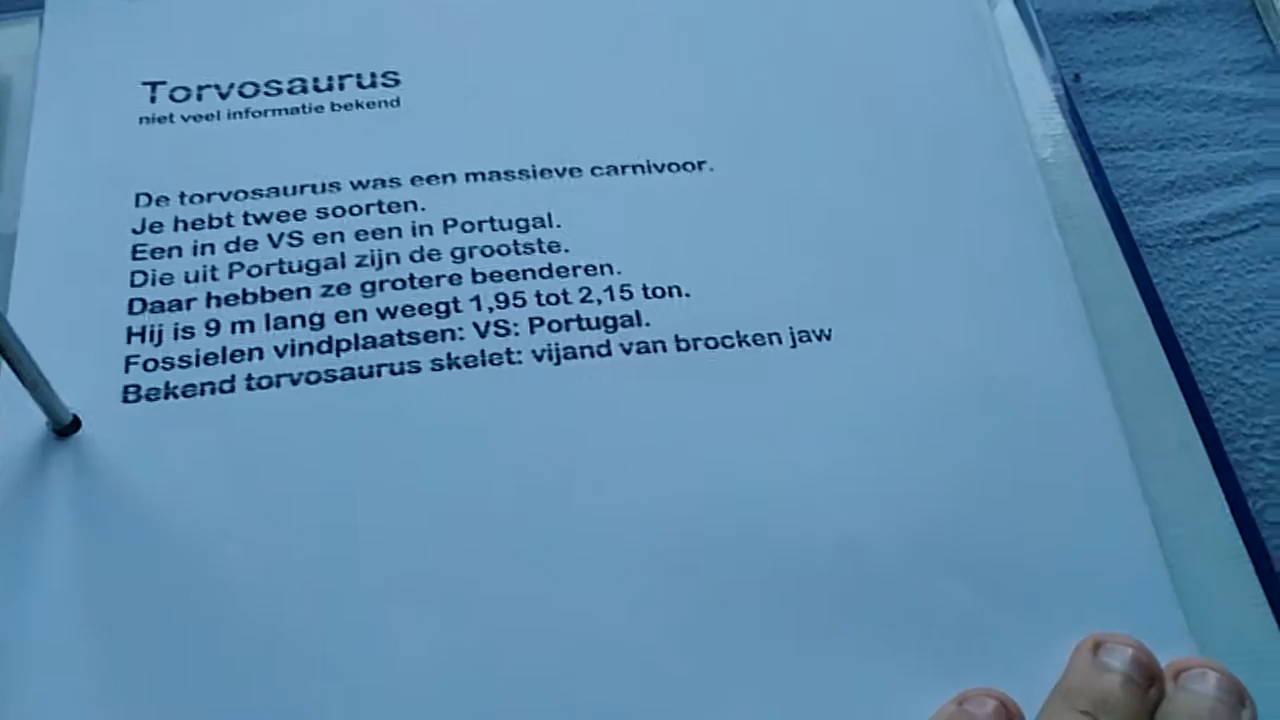 Torvosaurus
niet veel informatie bekend
De torvosaurus was een massieve carnivoor.
Je hebt twee soorten.
Een in de VS en een in Portugal.
Die uit Portugal zijn de grootste.
Daar hebben ze grotere beenderen.
Hij is 9 m lang en weegt 1,95 tot 2,15 ton.
Fossielen vindplaatsen: VS: Portugal.
Bekend torvosaurus skelet: vijand van brocken jaw